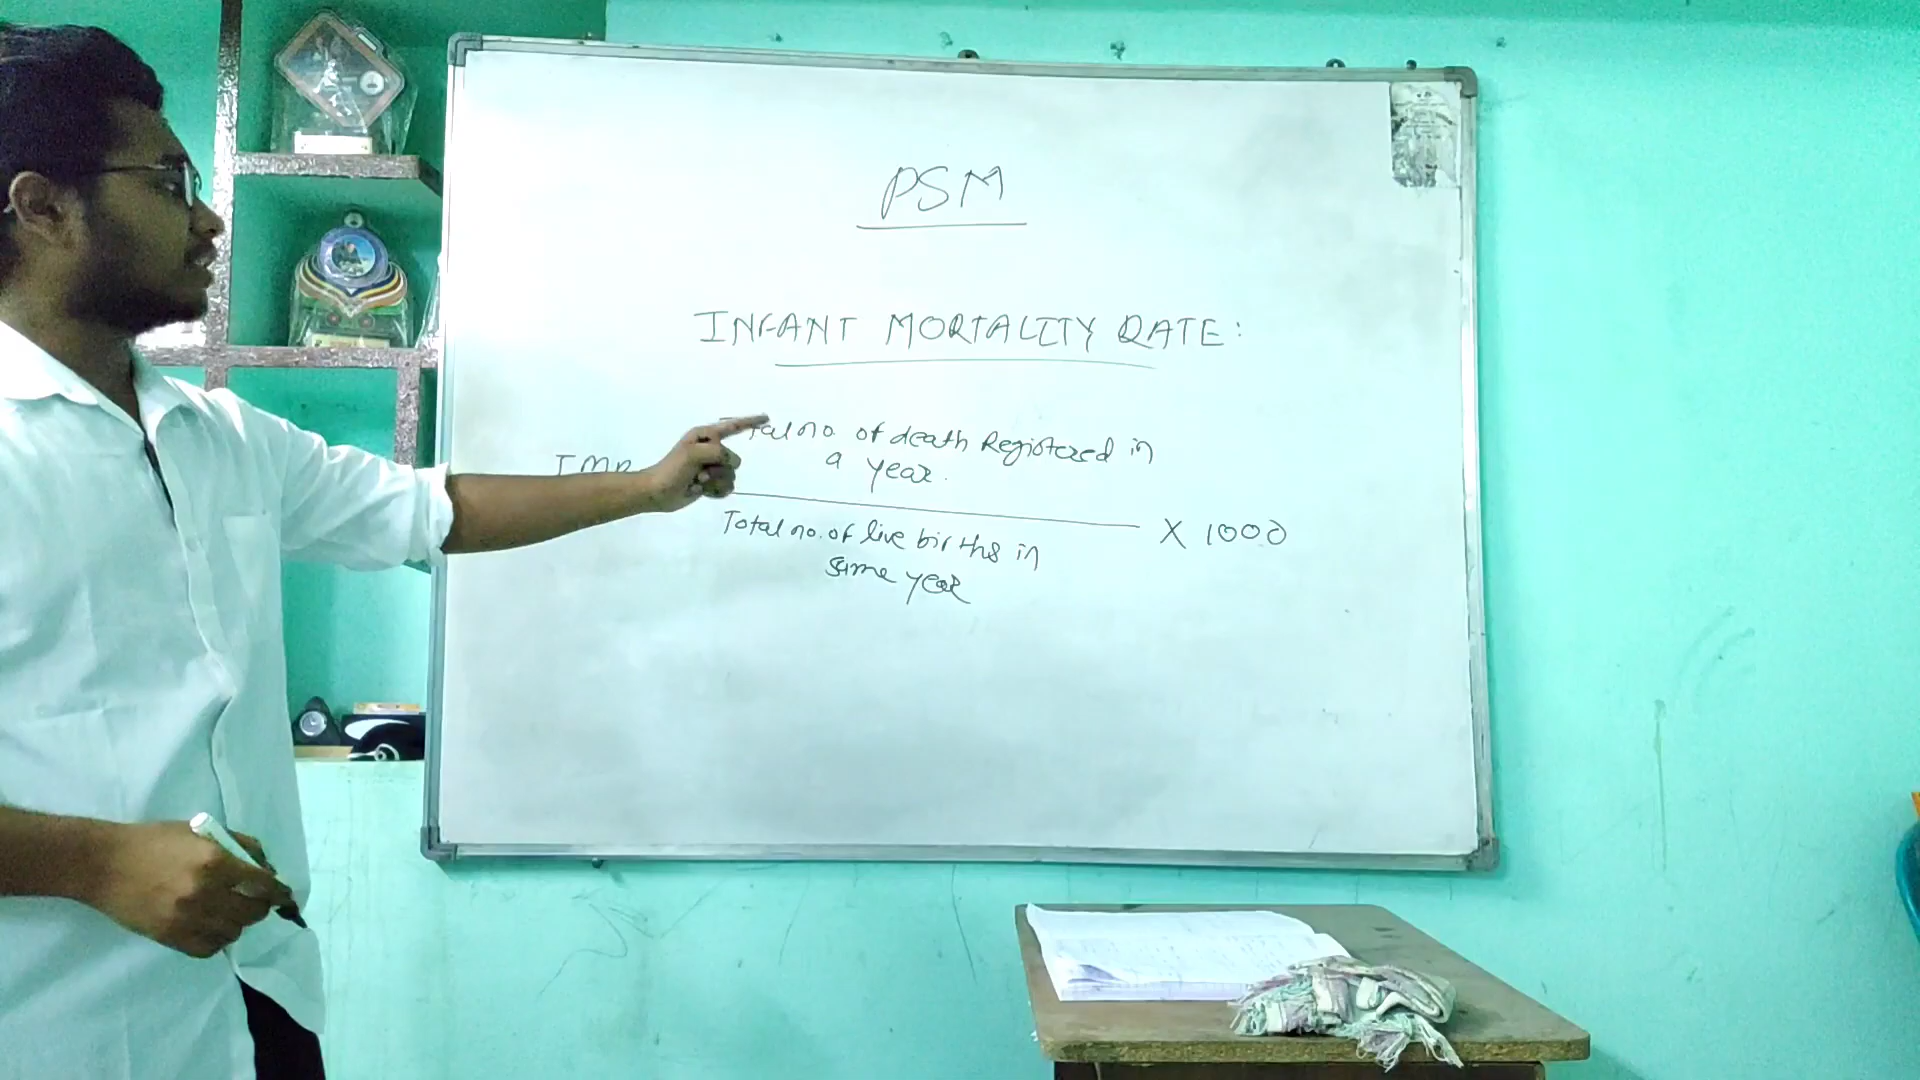 PSM
INFANT MORTALITY RATE:
no. of death Registered in
a year.
IMR
X 1000
Total no. of live births in
same year